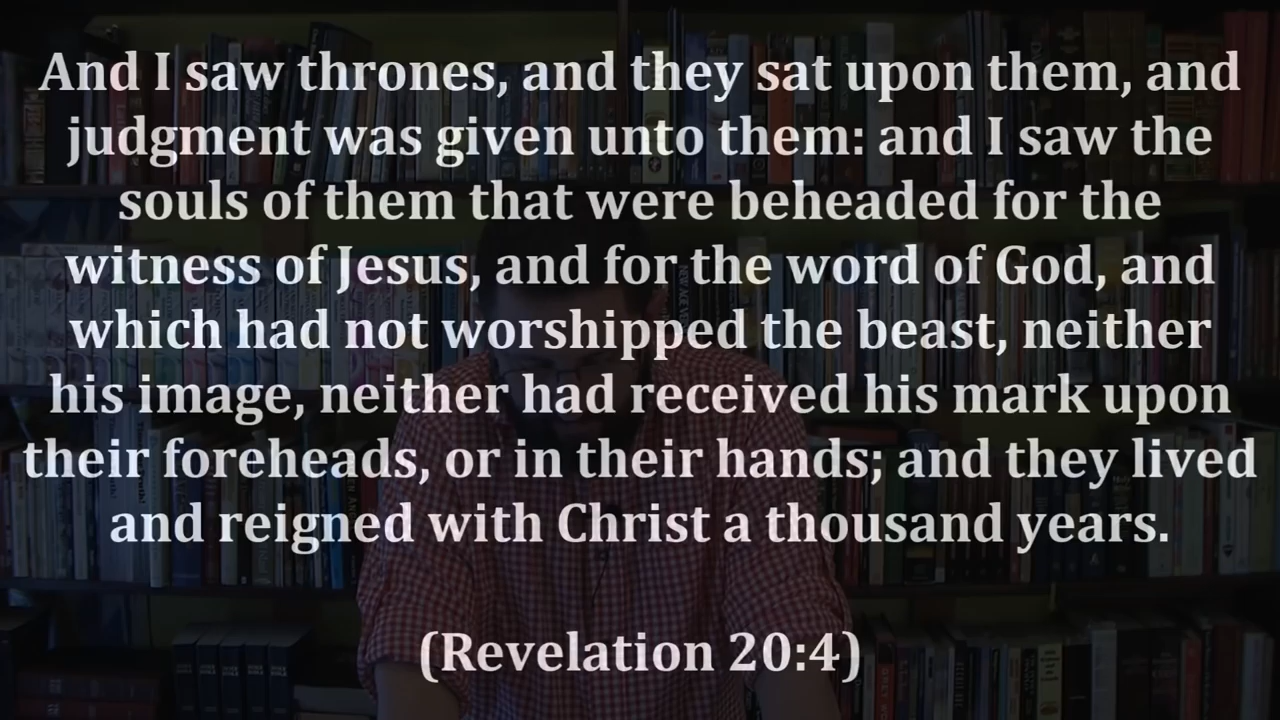 And I saw thrones, and they sat upon them, and
judgment was given unto them: and I saw the
souls of them that were beheaded for the
witness of Jesus, and for the word of God, and
which had not worshipped the beast, neither
his image, neither had received his mark upon
their foreheads, or in their hands; and they lived
and reigned with Christ a thousand years.
(Revelation 20:4)